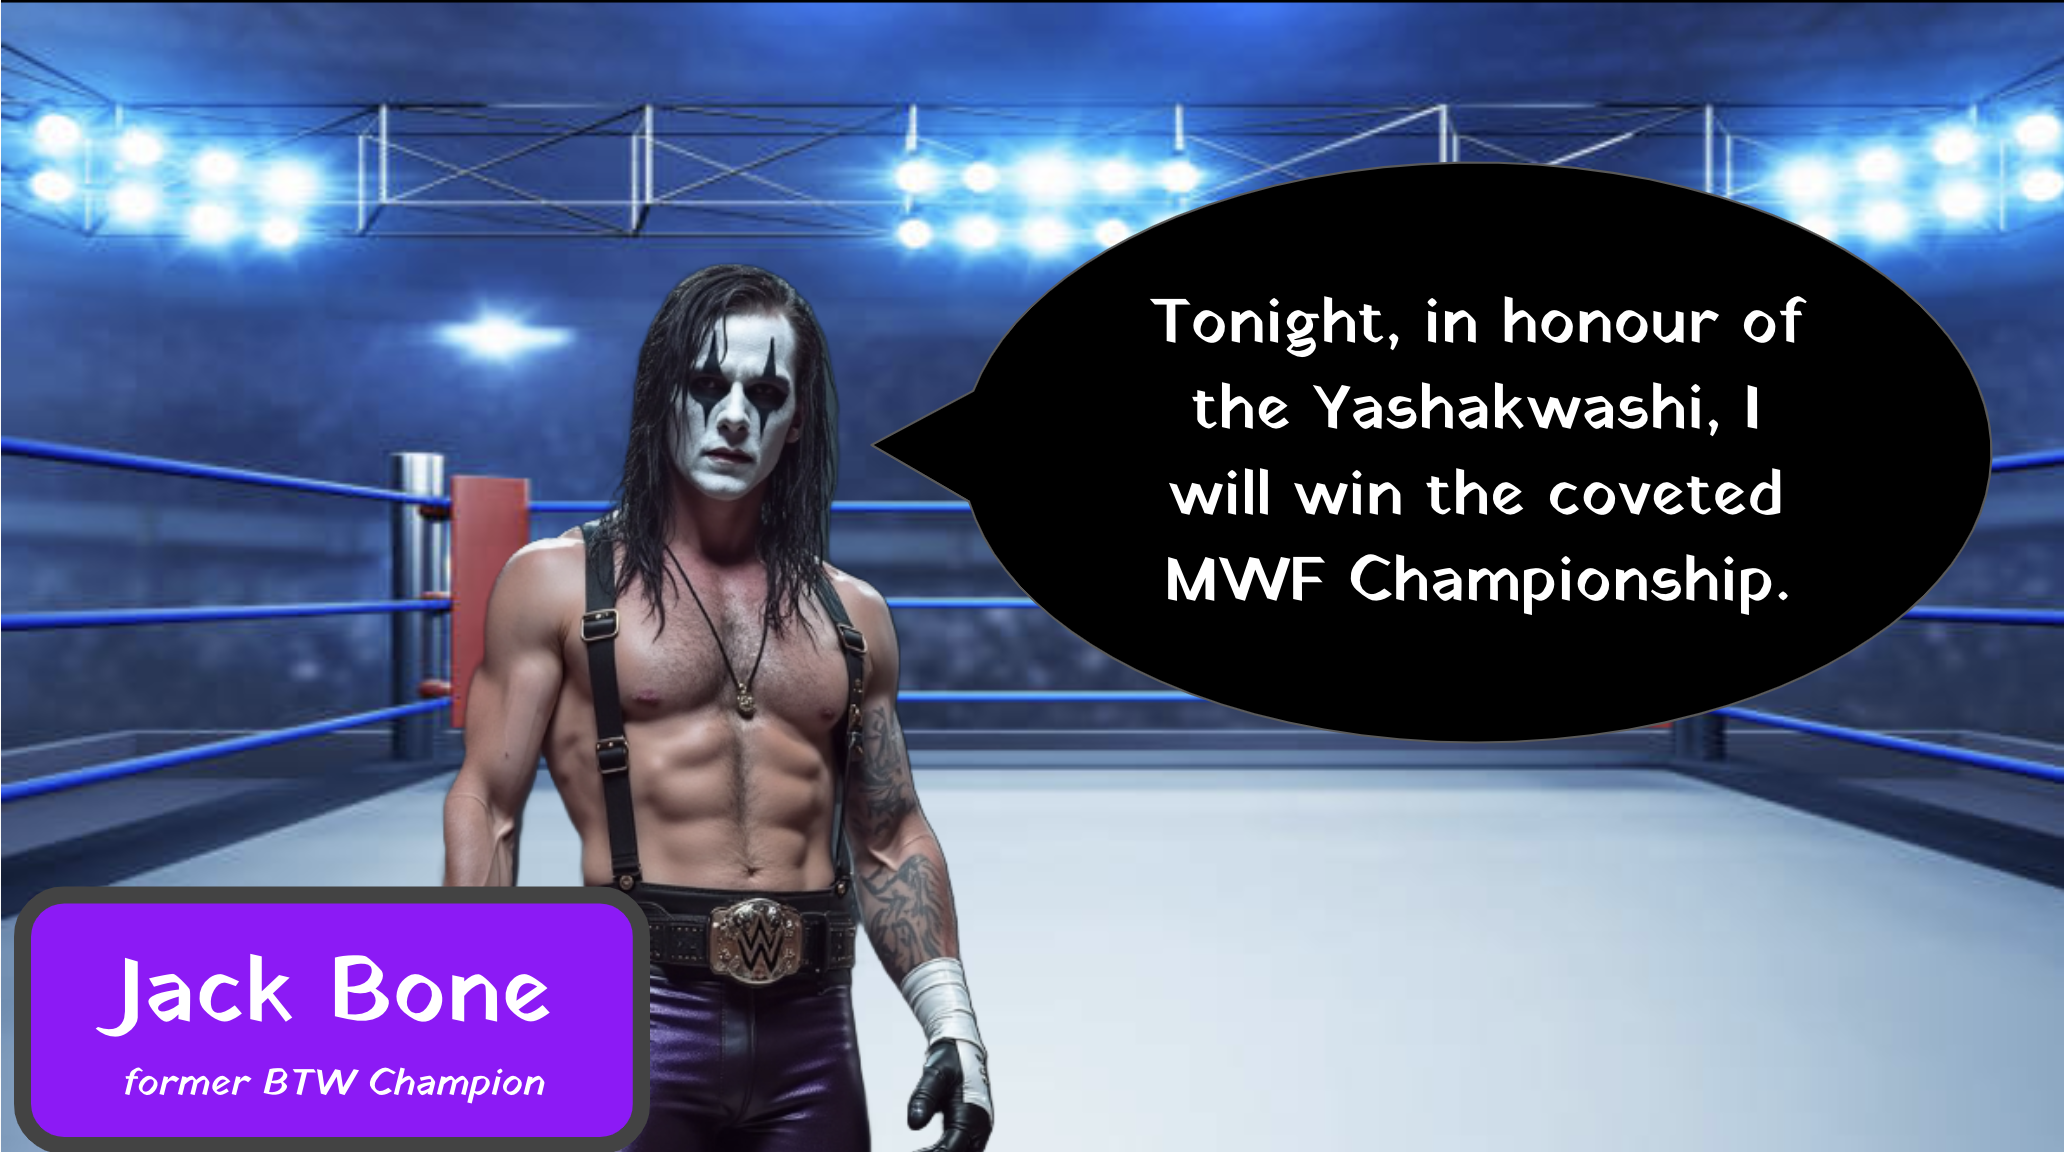 Tonight, in honour of
the Yashakwashi, I
will win the coveted
MWF Championship.
W
Jack Bone
former BTW Champion